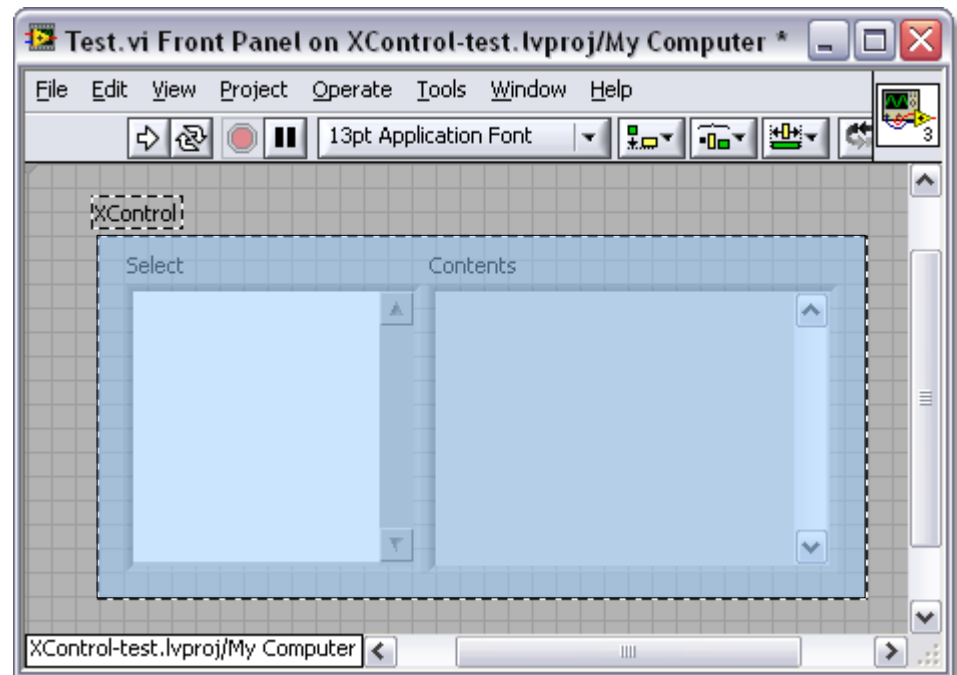 Test.vi Front Panel on XControl-test.lvproj/My Computer *
File Edit View Project Operate Tools Window Help
13pt Application Font
3
XControl
Select Contents
XControl-test.lvproj/My Computer